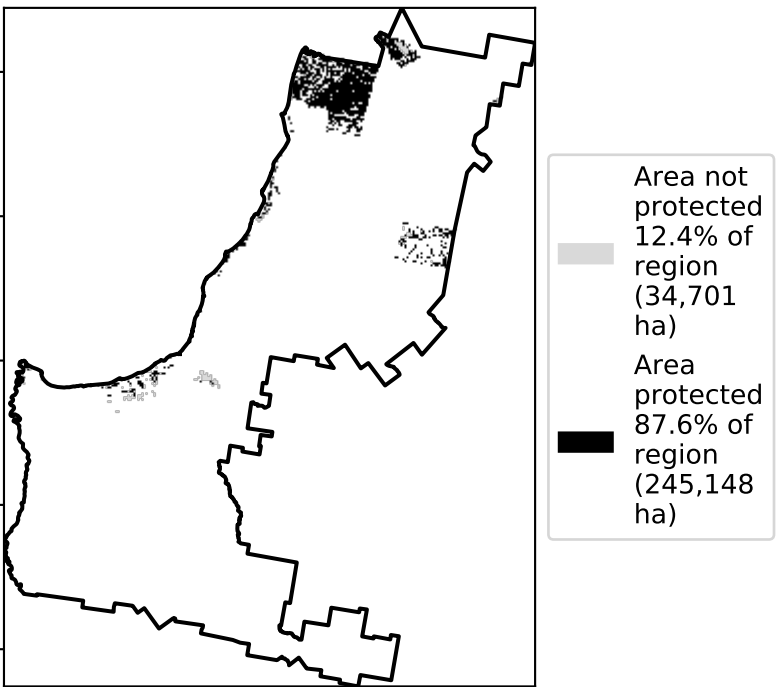 Area not
protected
12.4% of
region
(34,701
ha)
Area
protected
87.6% of
region
(245,148
ha)